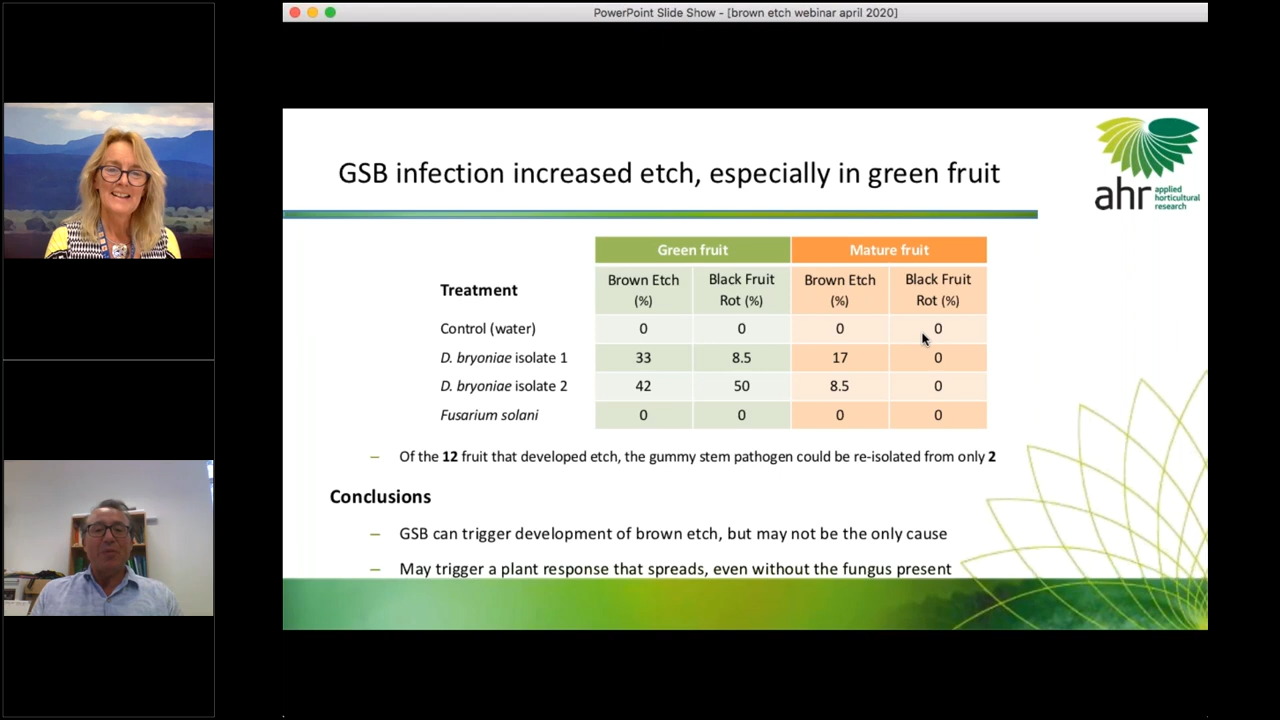 PowerPoint Slide Show - [brown etch webinar april 2020]
GSB infection increased etch, especially in green fruit
ahr applied
horticultural
research
Green fruit Mature fruit
Treatment Brown Etch (%) Black Fruit Rot (%) Brown Etch (%) Black Fruit Rot (%)
Control (water) 0 0 0 0
D. bryoniae isolate 1 33 8.5 17 0
D. bryoniae isolate 2 42 50 8.5 0
Fusarium solani 0 0 0 0
– Of the 12 fruit that developed etch, the gummy stem pathogen could be re-isolated from only 2
Conclusions
– GSB can trigger development of brown etch, but may not be the only cause
– May trigger a plant response that spreads, even without the fungus present